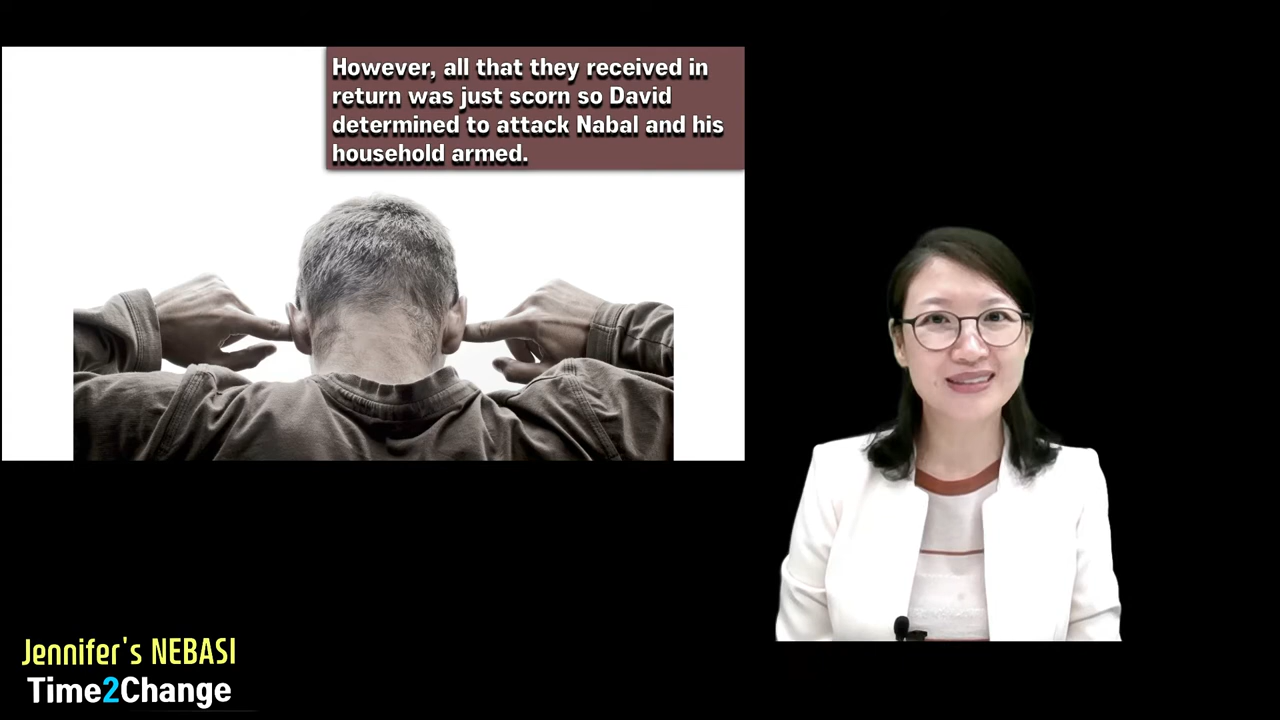 However, all that they received in
return was just scorn so David
determined to attack Nabal and his
household armed.
Jennifer's NEBASI
Time2Change